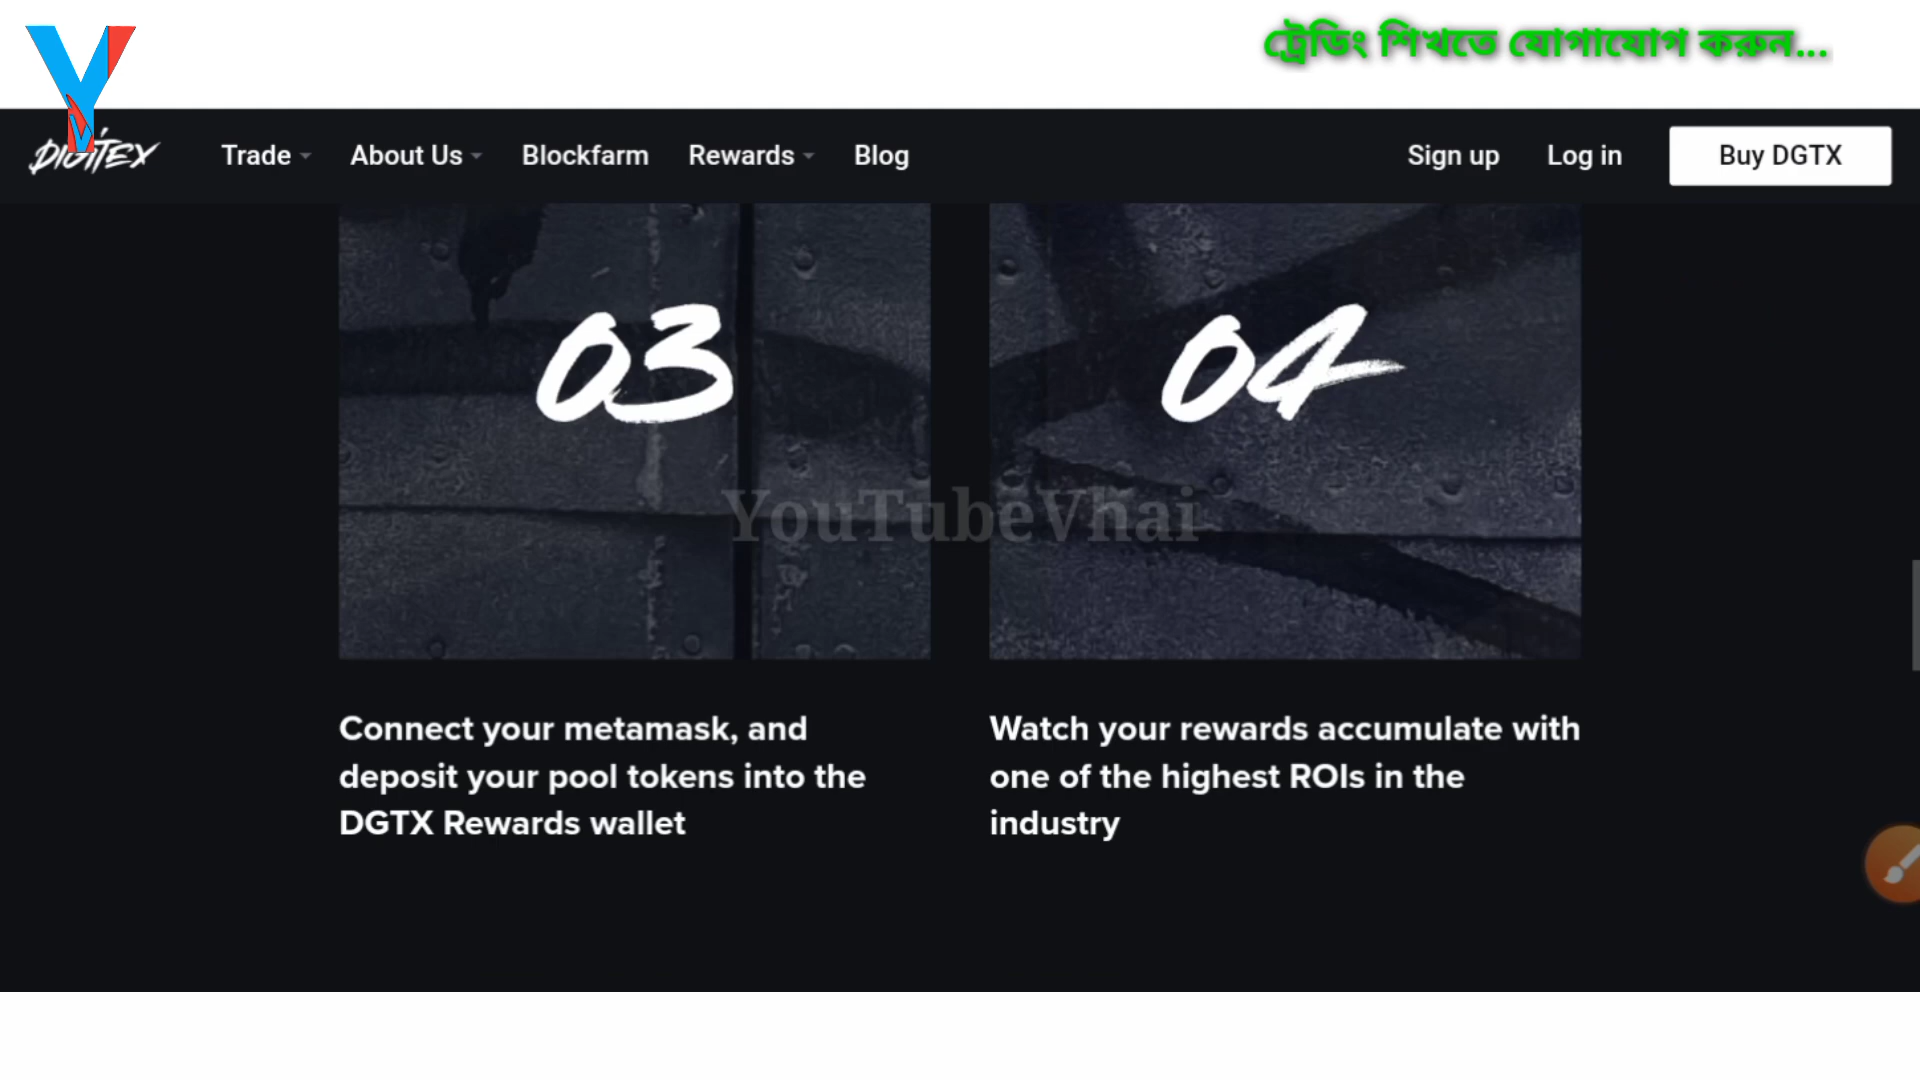 ট্রেডিং শিখতে যোগাযোগ করুন...
DIGITEX
Trade
About Us
Blockfarm
Rewards
Blog
Sign up
Log in
Buy DGTX
03
04
YouTubeVhai
Connect your metamask, and
deposit your pool tokens into the
DGTX Rewards wallet
Watch your rewards accumulate with
one of the highest ROIs in the
industry